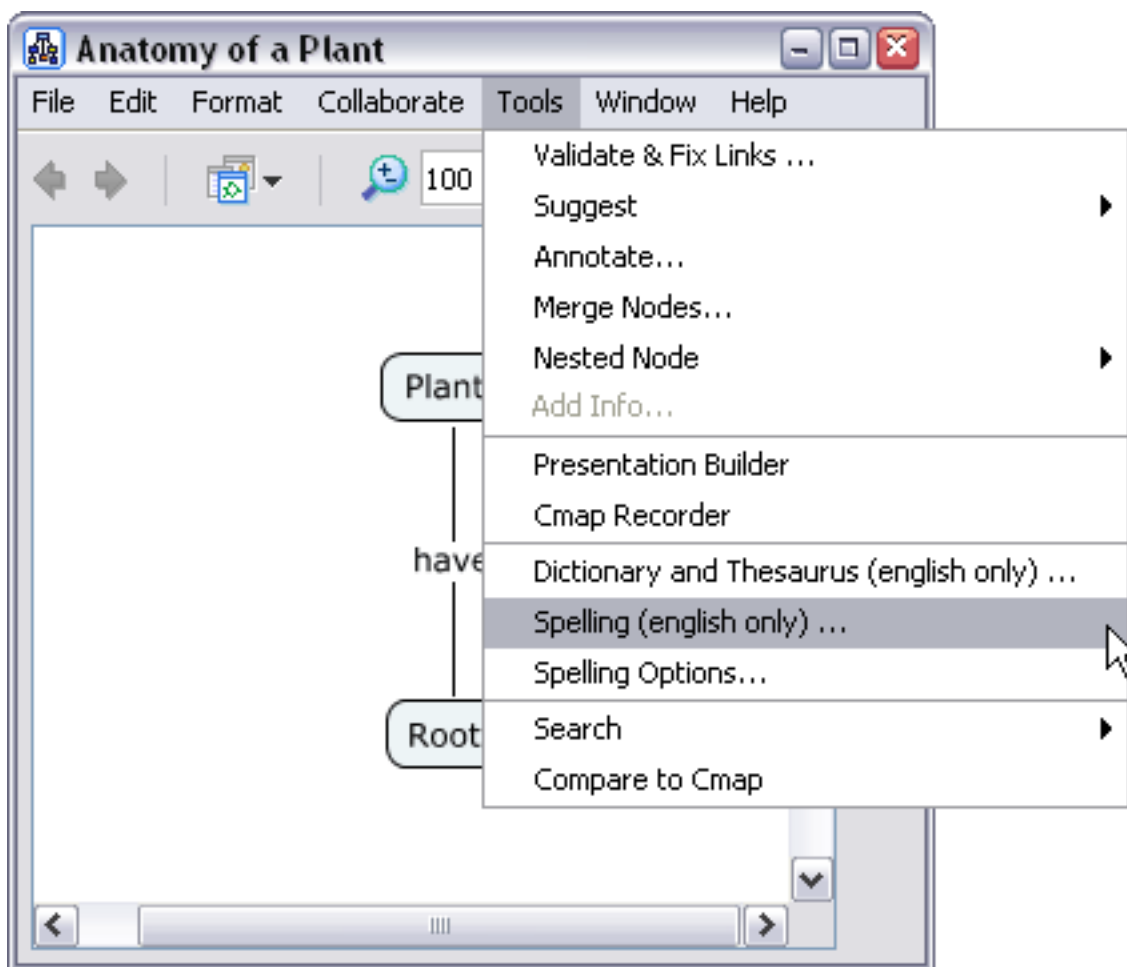 Anatomy of a Plant
File Edit Format Collaborate Tools Window Help
100
Validate & Fix Links ...
Suggest
Annotate...
Merge Nodes...
Nested Node
Add Info...
Presentation Builder
Cmap Recorder
Dictionary and Thesaurus (english only) ...
Spelling (english only) ...
Spelling Options...
Search
Compare to Cmap
Plant
have
Root